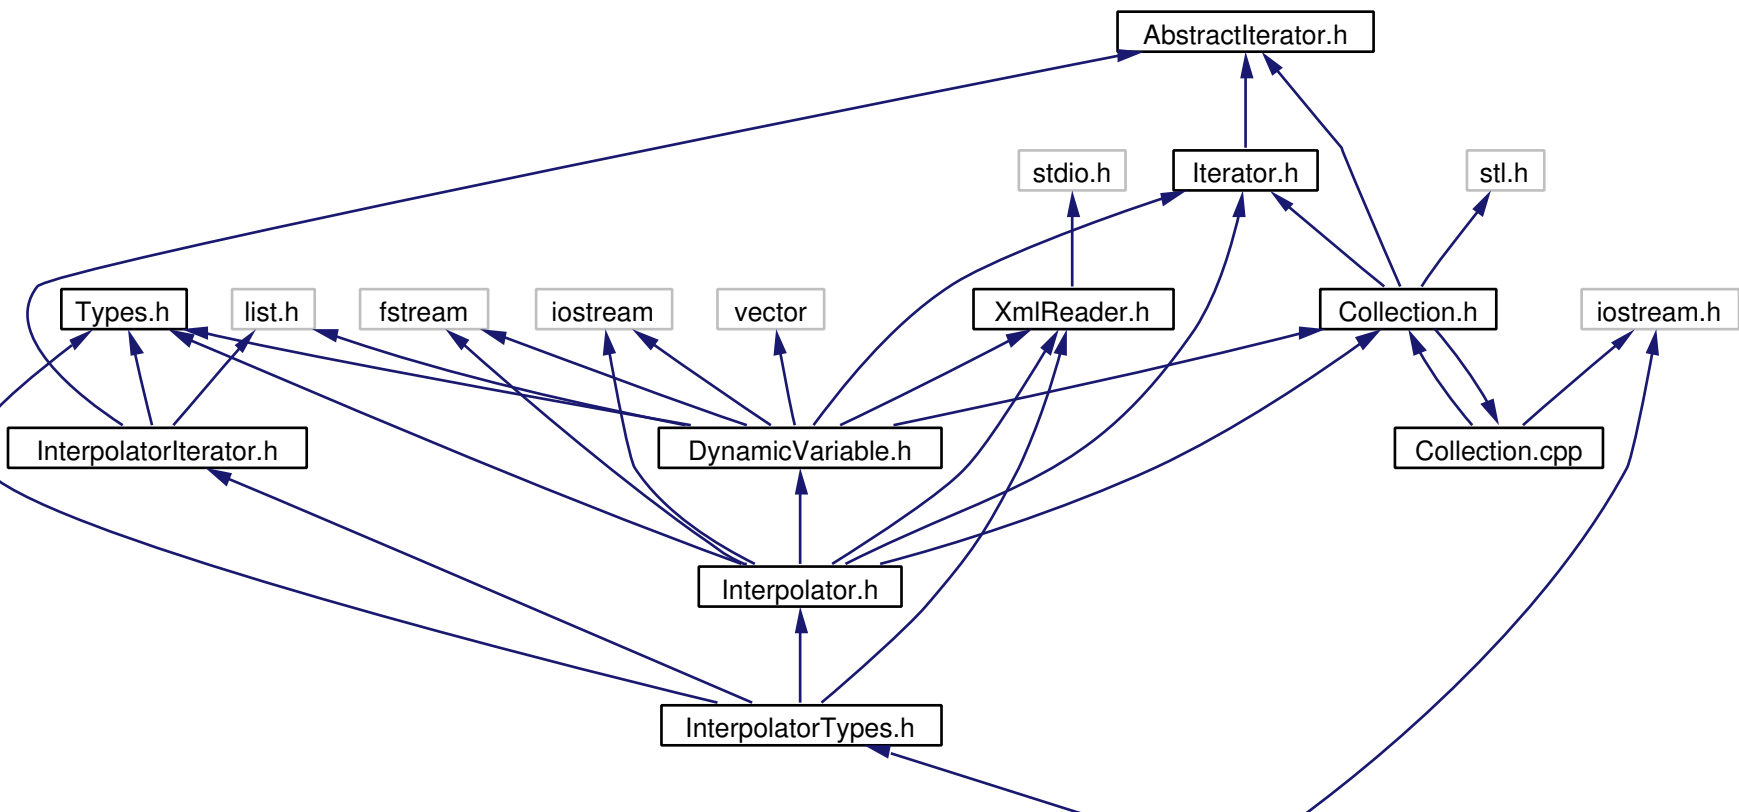 AbstractIterator.h
stdio.h
Iterator.h
stl.h
Types.h
list.h
fstream
iostream
vector
XmlReader.h
Collection.h
iostream.h
InterpolatorIterator.h
DynamicVariable.h
Collection.cpp
Interpolator.h
InterpolatorTypes.h